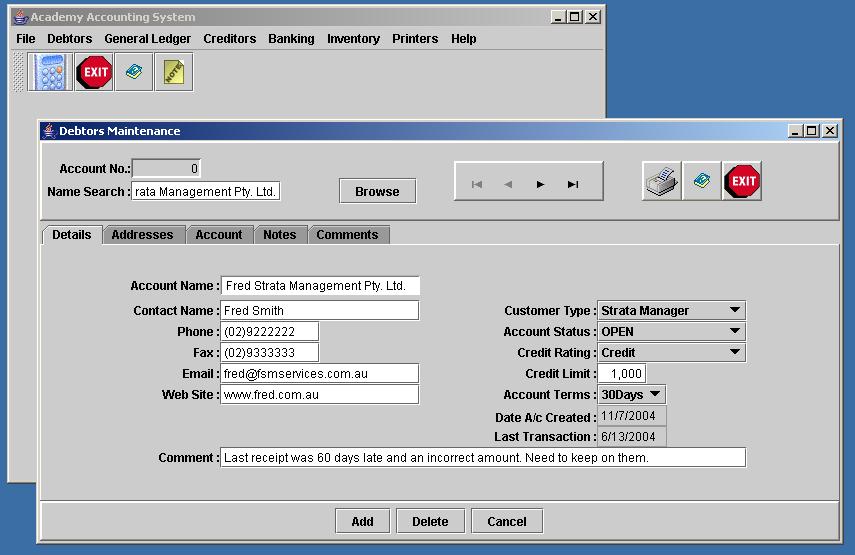 Academy Accounting System
File Debtors General Ledger Creditors Banking Inventory Printers Help
EXIT NOTE
Debtors Maintenance
Account No.: 0
Name Search : rata Management Pty. Ltd.
Browse
EXIT
Details Addresses Account Notes Comments
Account Name : Fred Strata Management Pty. Ltd.
Contact Name : Fred Smith
Phone : (02)9222222
Fax : (02)9333333
Email : fred@fsmservices.com.au
Web Site : www.fred.com.au
Customer Type : Strata Manager
Account Status : OPEN
Credit Rating : Credit
Credit Limit : 1,000
Account Terms : 30Days
Date A/c Created : 11/7/2004
Last Transaction : 6/13/2004
Comment : Last receipt was 60 days late and an incorrect amount. Need to keep on them.
Add Delete Cancel